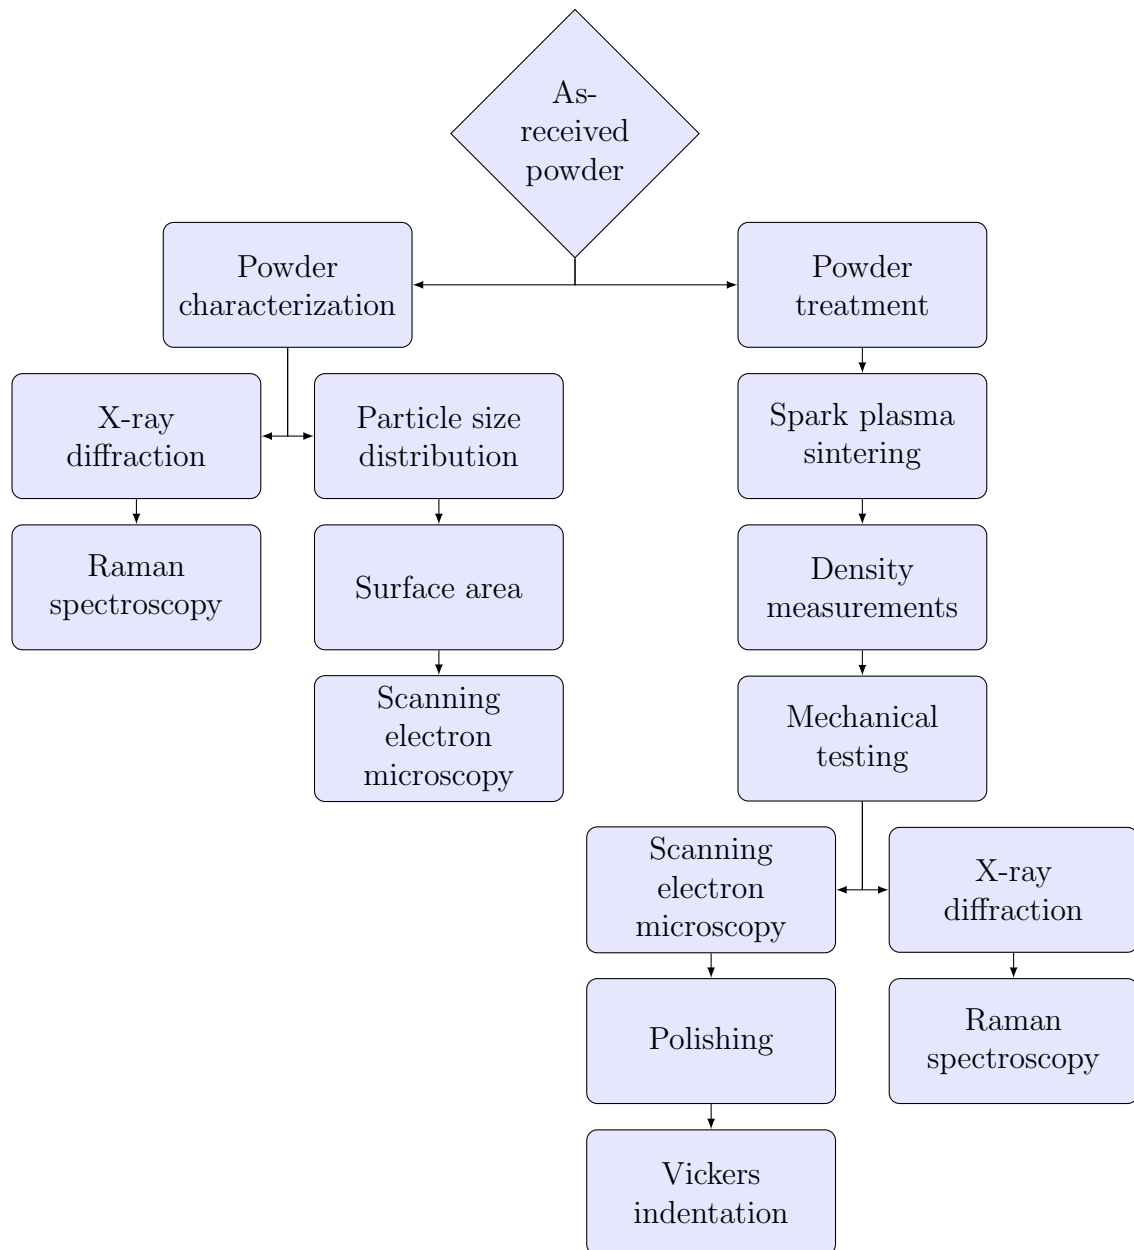 As-
received
powder
Powder
characterization
Powder
treatment
X-ray
diffraction
Particle size
distribution
Spark plasma
sintering
Raman
spectroscopy
Surface area
Density
measurements
Scanning
electron
microscopy
Mechanical
testing
Scanning
electron
microscopy
X-ray
diffraction
Polishing
Raman
spectroscopy
Vickers
indentation